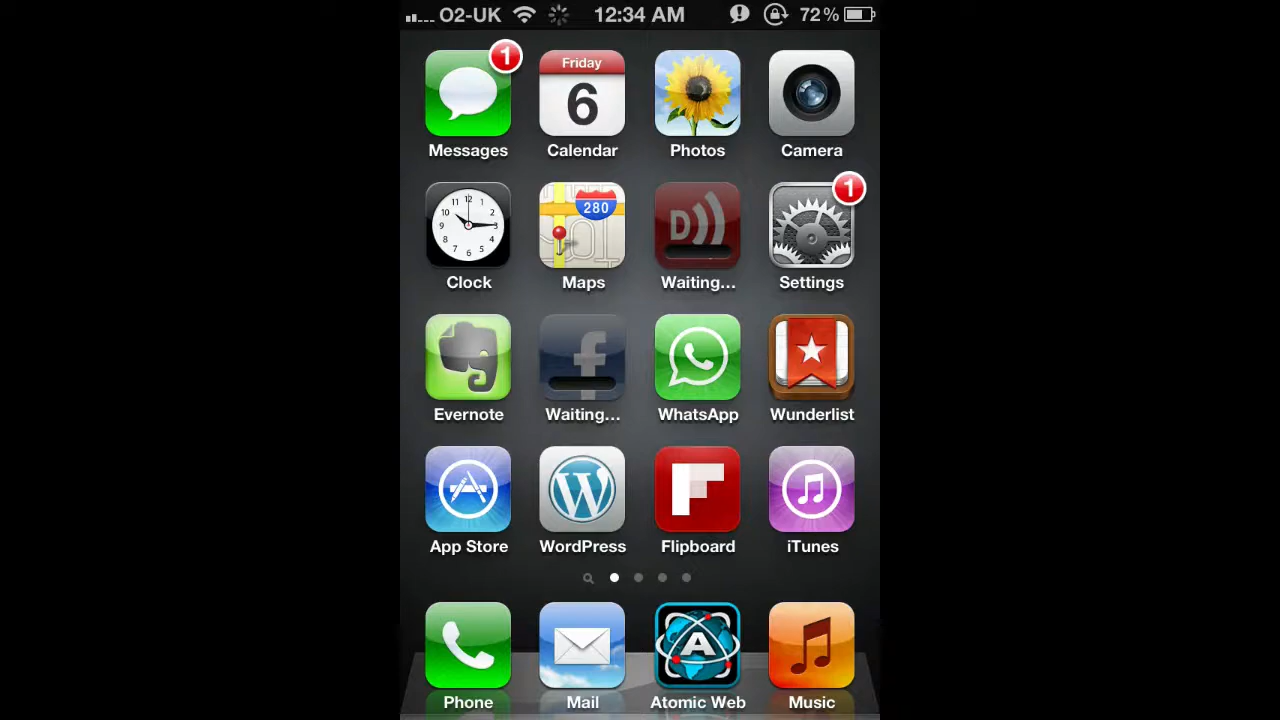 O2-UK 12:34 AM 72%
1
Friday
6
Messages Calendar Photos Camera
280
D
1
Clock Maps Waiting... Settings
f
Evernote Waiting... WhatsApp Wunderlist
W
App Store WordPress Flipboard iTunes
A
Phone Mail Atomic Web Music